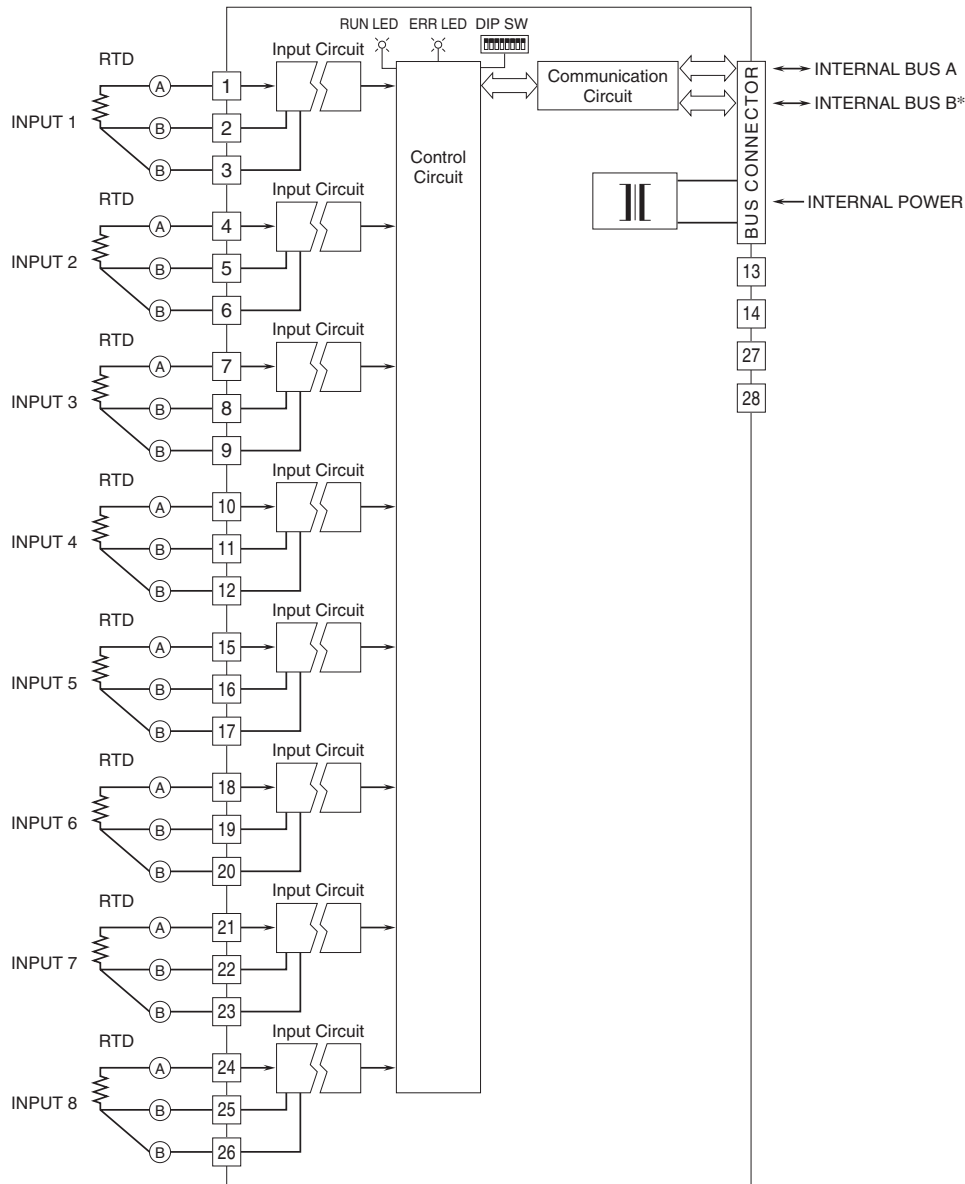 RUN LED ERR LED DIP SW
Input Circuit
RTD
A 1
INPUT 1
B 2
B 3
Communication Circuit
BUS CONNECTOR
INTERNAL BUS A
INTERNAL BUS B*
INTERNAL POWER
Control Circuit
13
14
27
28
Input Circuit
RTD
A 4
INPUT 2
B 5
B 6
Input Circuit
RTD
A 7
INPUT 3
B 8
B 9
Input Circuit
RTD
A 10
INPUT 4
B 11
B 12
Input Circuit
RTD
A 15
INPUT 5
B 16
B 17
Input Circuit
RTD
A 18
INPUT 6
B 19
B 20
Input Circuit
RTD
A 21
INPUT 7
B 22
B 23
Input Circuit
RTD
A 24
INPUT 8
B 25
B 26